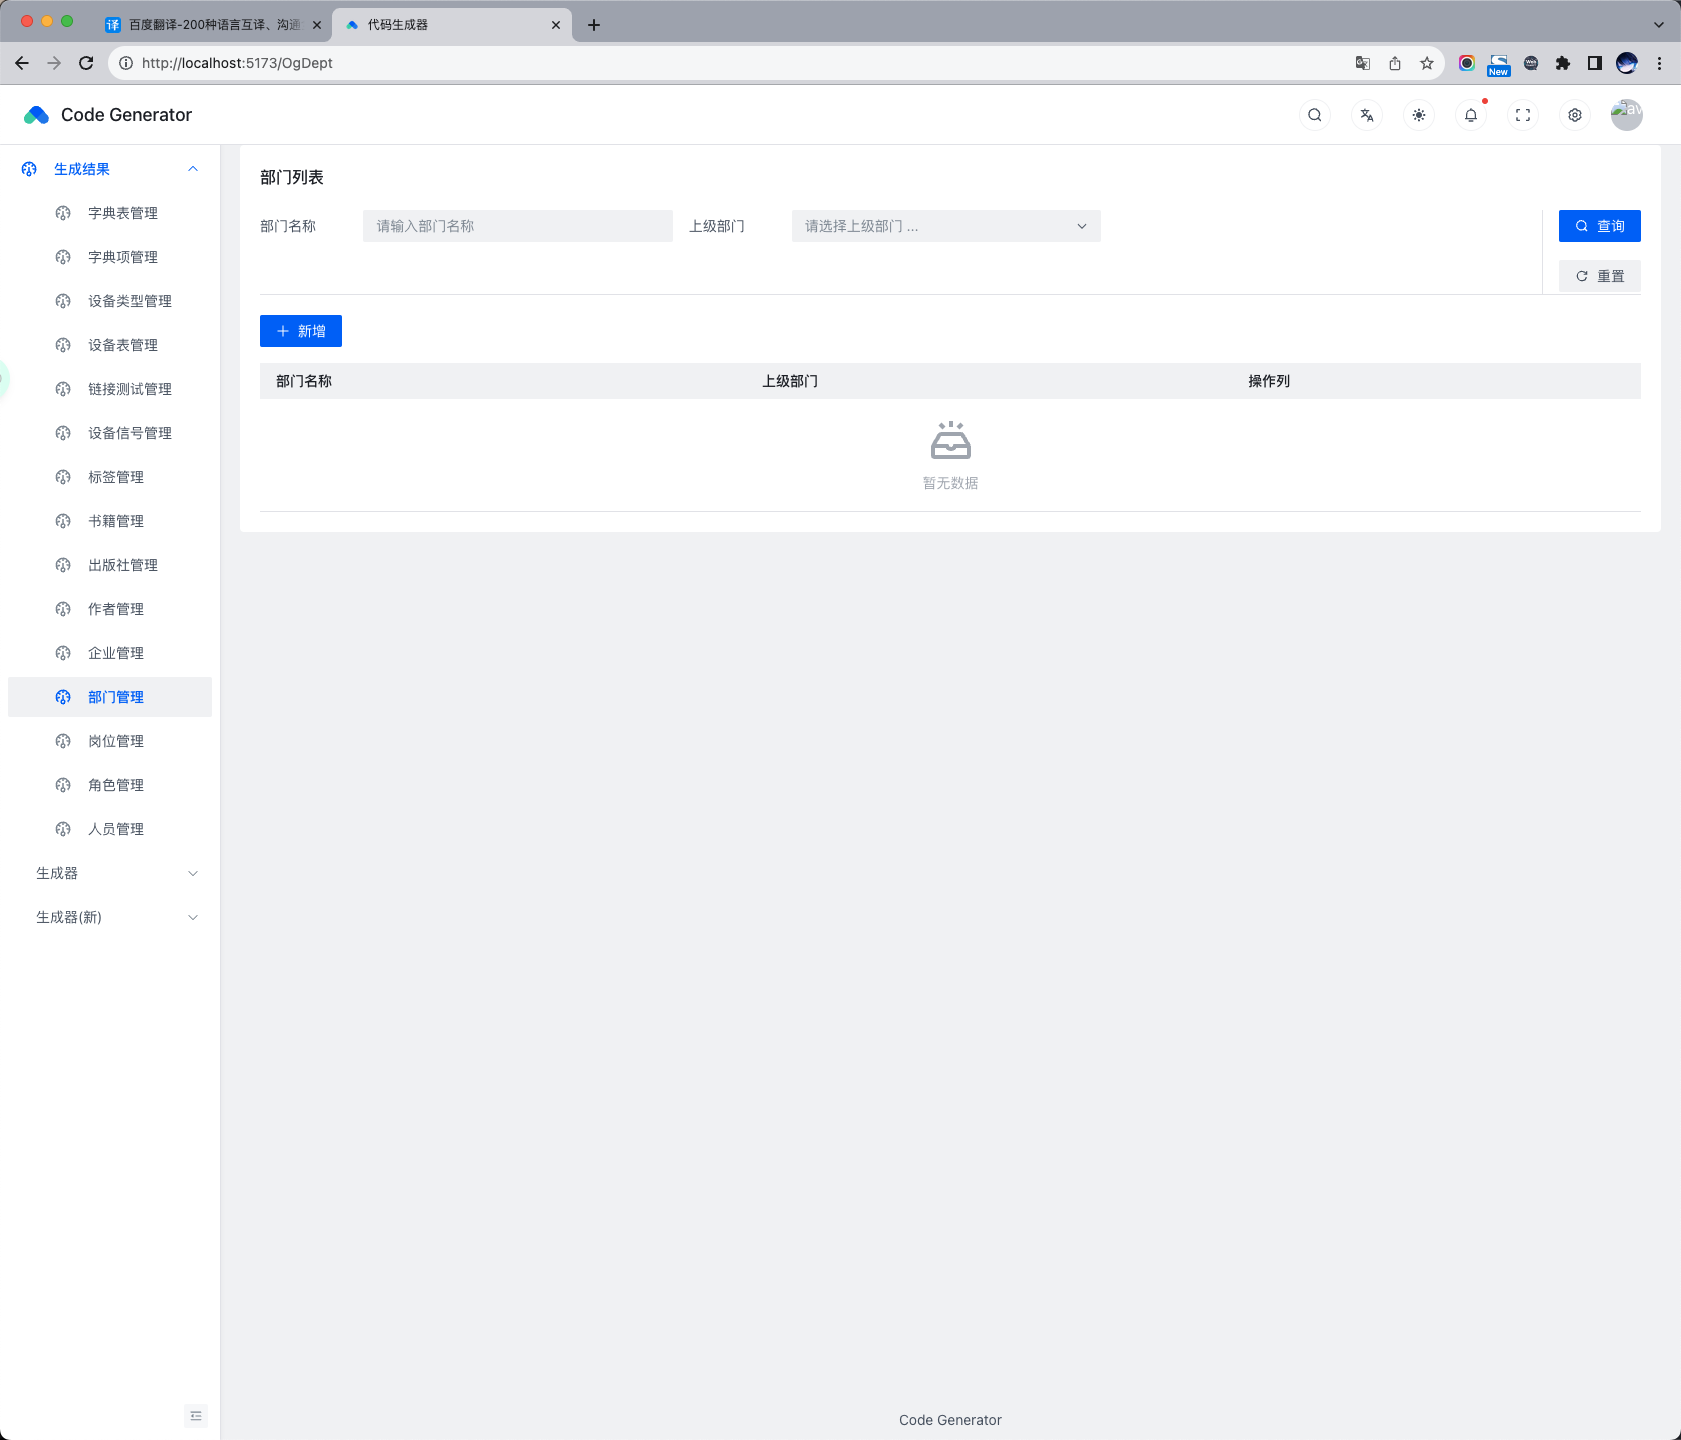 百度翻译-200种语言互译、沟通
代码生成器
http://localhost:5173/OgDept
New
Code Generator
生成结果
字典表管理
字典项管理
设备类型管理
设备表管理
链接测试管理
设备信号管理
标签管理
书籍管理
出版社管理
作者管理
企业管理
部门管理
岗位管理
角色管理
人员管理
生成器
生成器(新)
部门列表
部门名称 请输入部门名称 上级部门 请选择上级部门 ... 查询
重置
新增
部门名称 上级部门 操作列
暂无数据
Code Generator